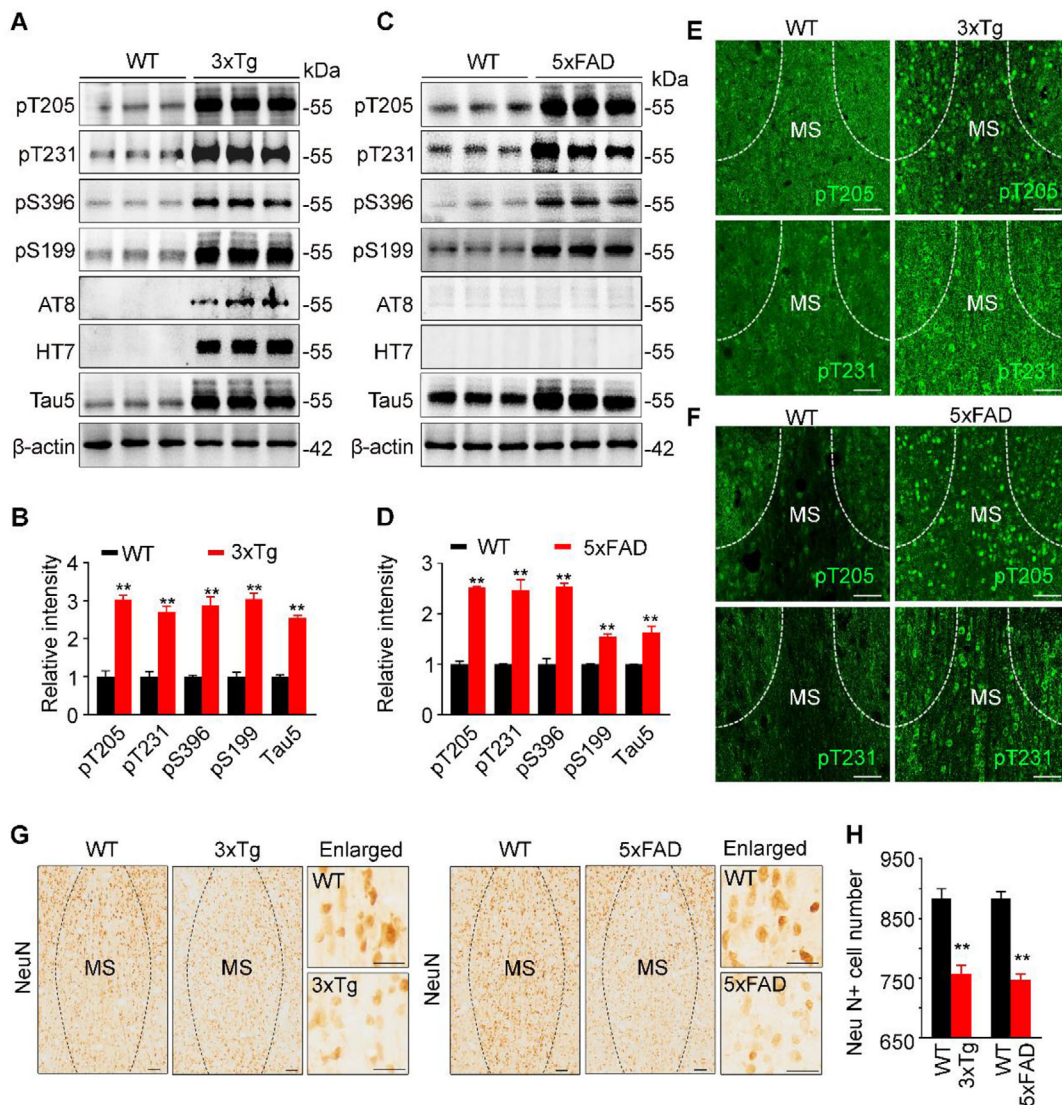 A
WT 3xTg kDa
pT205 -55
pT231 -55
pS396 -55
pS199 -55
AT8 -55
HT7 -55
Tau5 -55
β-actin -42
C
WT 5xFAD kDa
pT205 -55
pT231 -55
pS396 -55
pS199 -55
AT8 -55
HT7 -55
Tau5 -55
β-actin -42
E
WT 3xTg
MS MS
pT205 pT205
MS MS
pT231 pT231
F
WT 5xFAD
MS MS
pT205 pT205
MS MS
pT231 pT231
B
WT 3xTg
Relative intensity
4
3
2
1
0
** ** ** ** **
pT205 pT231 pS396 pS199 Tau5
D
WT 5xFAD
Relative intensity
3
2
1
0
** ** ** ** **
pT205 pT231 pS396 pS199 Tau5
G
WT 3xTg Enlarged
NeuN
MS MS
WT
3xTg
WT 5xFAD Enlarged
NeuN
MS MS
WT
5xFAD
H
Neu N+ cell number
950
850
750
650
** **
WT 3xTg WT 5xFAD